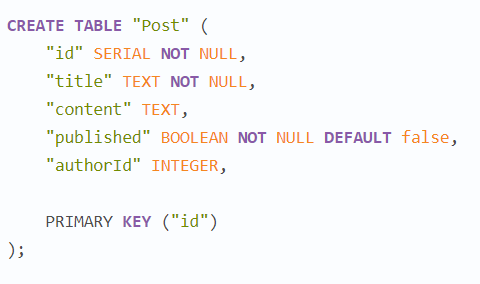 CREATE TABLE "Post" (
    "id" SERIAL NOT NULL,
    "title" TEXT NOT NULL,
    "content" TEXT,
    "published" BOOLEAN NOT NULL DEFAULT false,
    "authorId" INTEGER,

    PRIMARY KEY ("id")
);